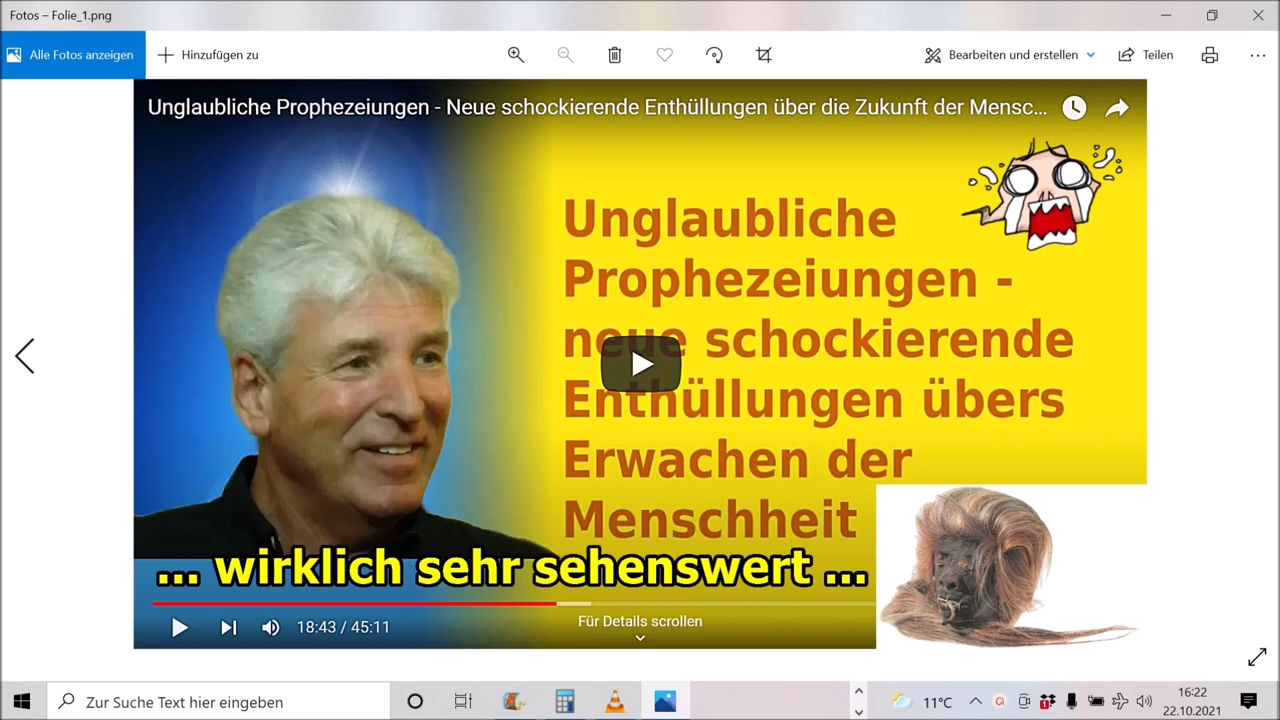 Fotos – Folie_1.png
Alle Fotos anzeigen
Hinzufügen zu
Bearbeiten und erstellen
Teilen
Unglaubliche Prophezeiungen - Neue schockierende Enthüllungen über die Zukunft der Mensc...
Unglaubliche
Prophezeiungen -
neue schockierende
Enthüllungen übers
Erwachen der
Menschheit
... wirklich sehr sehenswert ...
18:43 / 45:11
Für Details scrollen
Zur Suche Text hier eingeben
11°C
16:22
22.10.2021